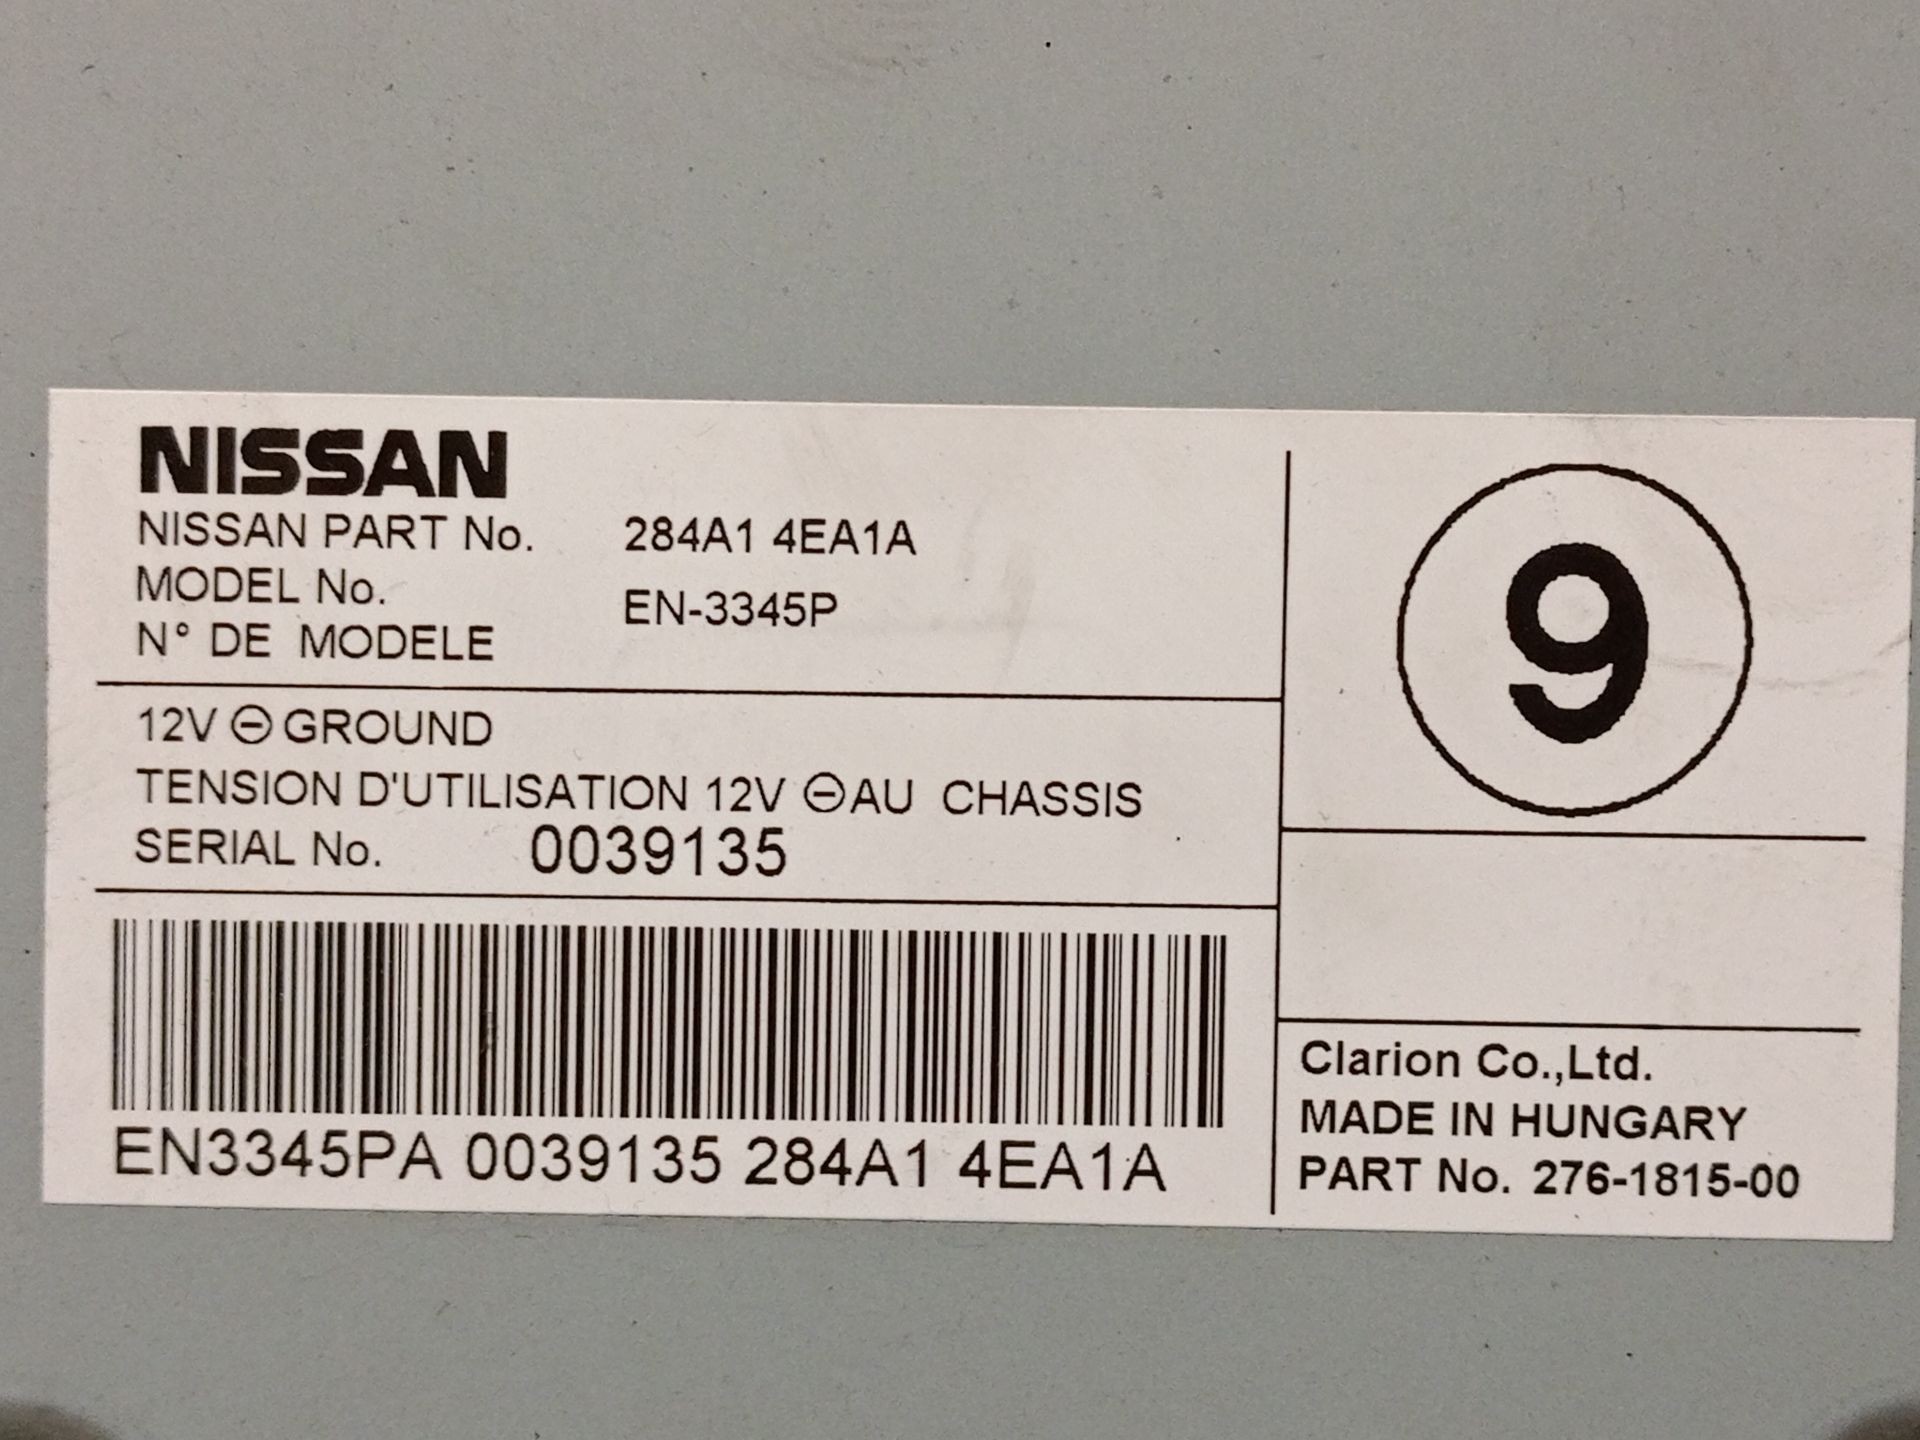 NISSAN
NISSAN PART No. 284A1 4EA1A
MODEL No.
N° DE MODELE EN-3345P
12V ⊖ GROUND
TENSION D'UTILISATION 12V ⊖ AU CHASSIS
SERIAL No. 0039135
EN3345PA 0039135 284A1 4EA1A
9
Clarion Co.,Ltd.
MADE IN HUNGARY
PART No. 276-1815-00